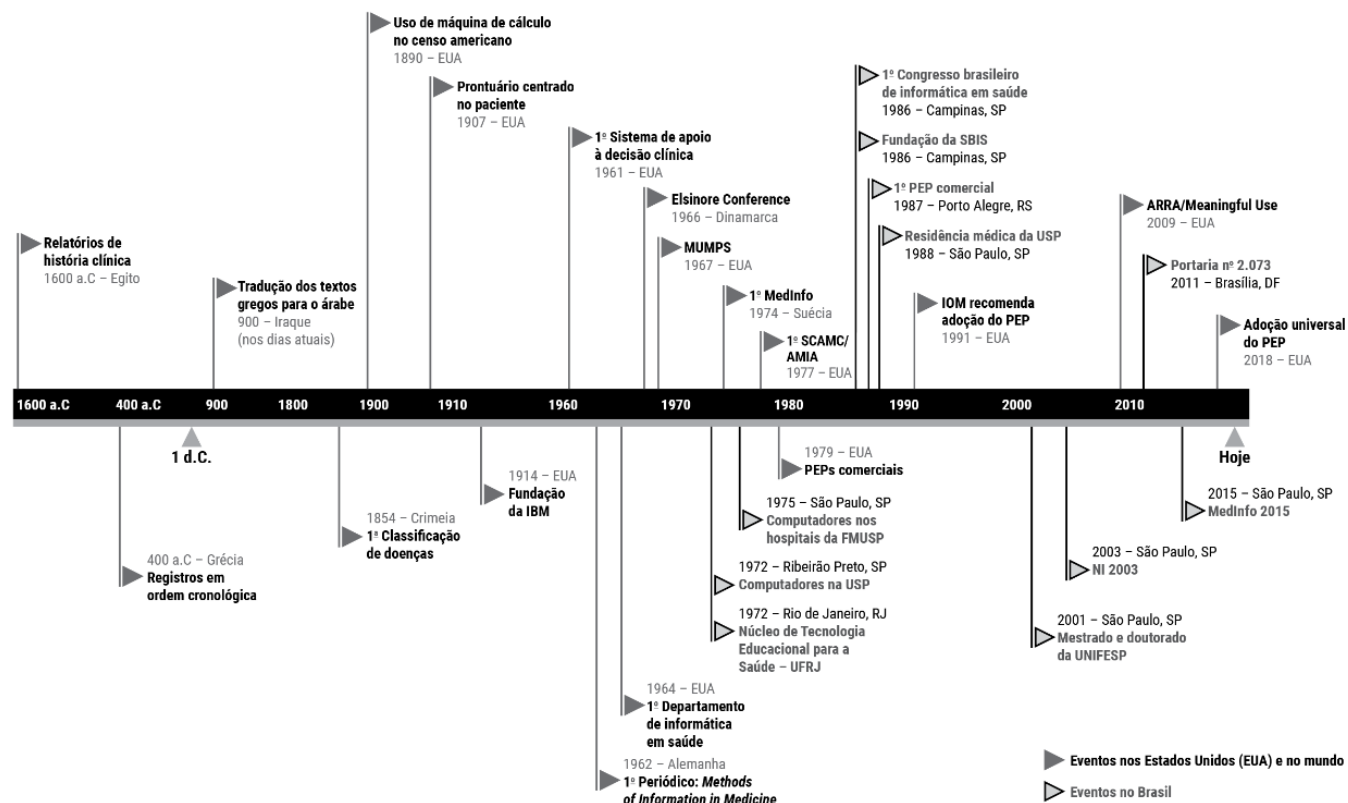 Uso de máquina de cálculo
no censo americano
1890 – EUA
Prontuário centrado
no paciente
1907 – EUA
1º Sistema de apoio
à decisão clínica
1961 – EUA
Elsinore Conference
1966 – Dinamarca
MUMPS
1967 – EUA
1º MedInfo
1974 – Suécia
1º SCAMC/
AMIA
1977 – EUA
1º Congresso brasileiro
de informática em saúde
1986 – Campinas, SP
Fundação da SBIS
1986 – Campinas, SP
1º PEP comercial
1987 – Porto Alegre, RS
Residência médica da USP
1988 – São Paulo, SP
IOM recomenda
adoção do PEP
1991 – EUA
ARRA/Meaningful Use
2009 – EUA
Portaria nº 2.073
2011 – Brasília, DF
Adoção universal
do PEP
2018 – EUA
Relatórios de
história clínica
1600 a.C – Egito
Tradução dos textos
gregos para o árabe
900 – Iraque
(nos dias atuais)
1600 a.C 400 a.C 900 1800 1900 1910 1960 1970 1980 1990 2000 2010
1 d.C.
Hoje
400 a.C – Grécia
Registros em
ordem cronológica
1854 – Crimeia
1ª Classificação
de doenças
1914 – EUA
Fundação
da IBM
1979 – EUA
PEPs comerciais
1975 – São Paulo, SP
Computadores nos
hospitais da FMUSP
1972 – Ribeirão Preto, SP
Computadores na USP
1972 – Rio de Janeiro, RJ
Núcleo de Tecnologia
Educacional para a
Saúde – UFRJ
1964 – EUA
1º Departamento
de informática
em saúde
1962 – Alemanha
1º Periódico: Methods
of Information in Medicine
2015 – São Paulo, SP
MedInfo 2015
2003 – São Paulo, SP
NI 2003
2001 – São Paulo, SP
Mestrado e doutorado
da UNIFESP
Eventos nos Estados Unidos (EUA) e no mundo
Eventos no Brasil